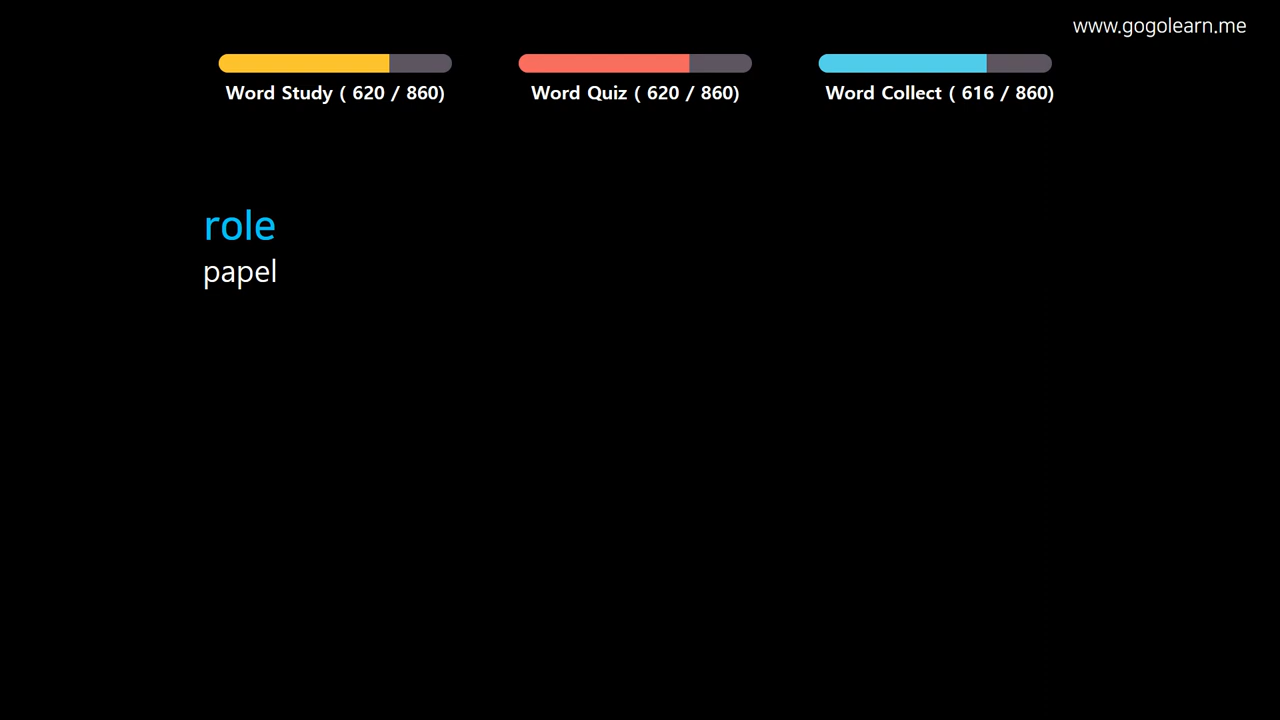 www.gogolearn.me
Word Study ( 620 / 860)
Word Quiz ( 620 / 860)
Word Collect ( 616 / 860)
role
papel